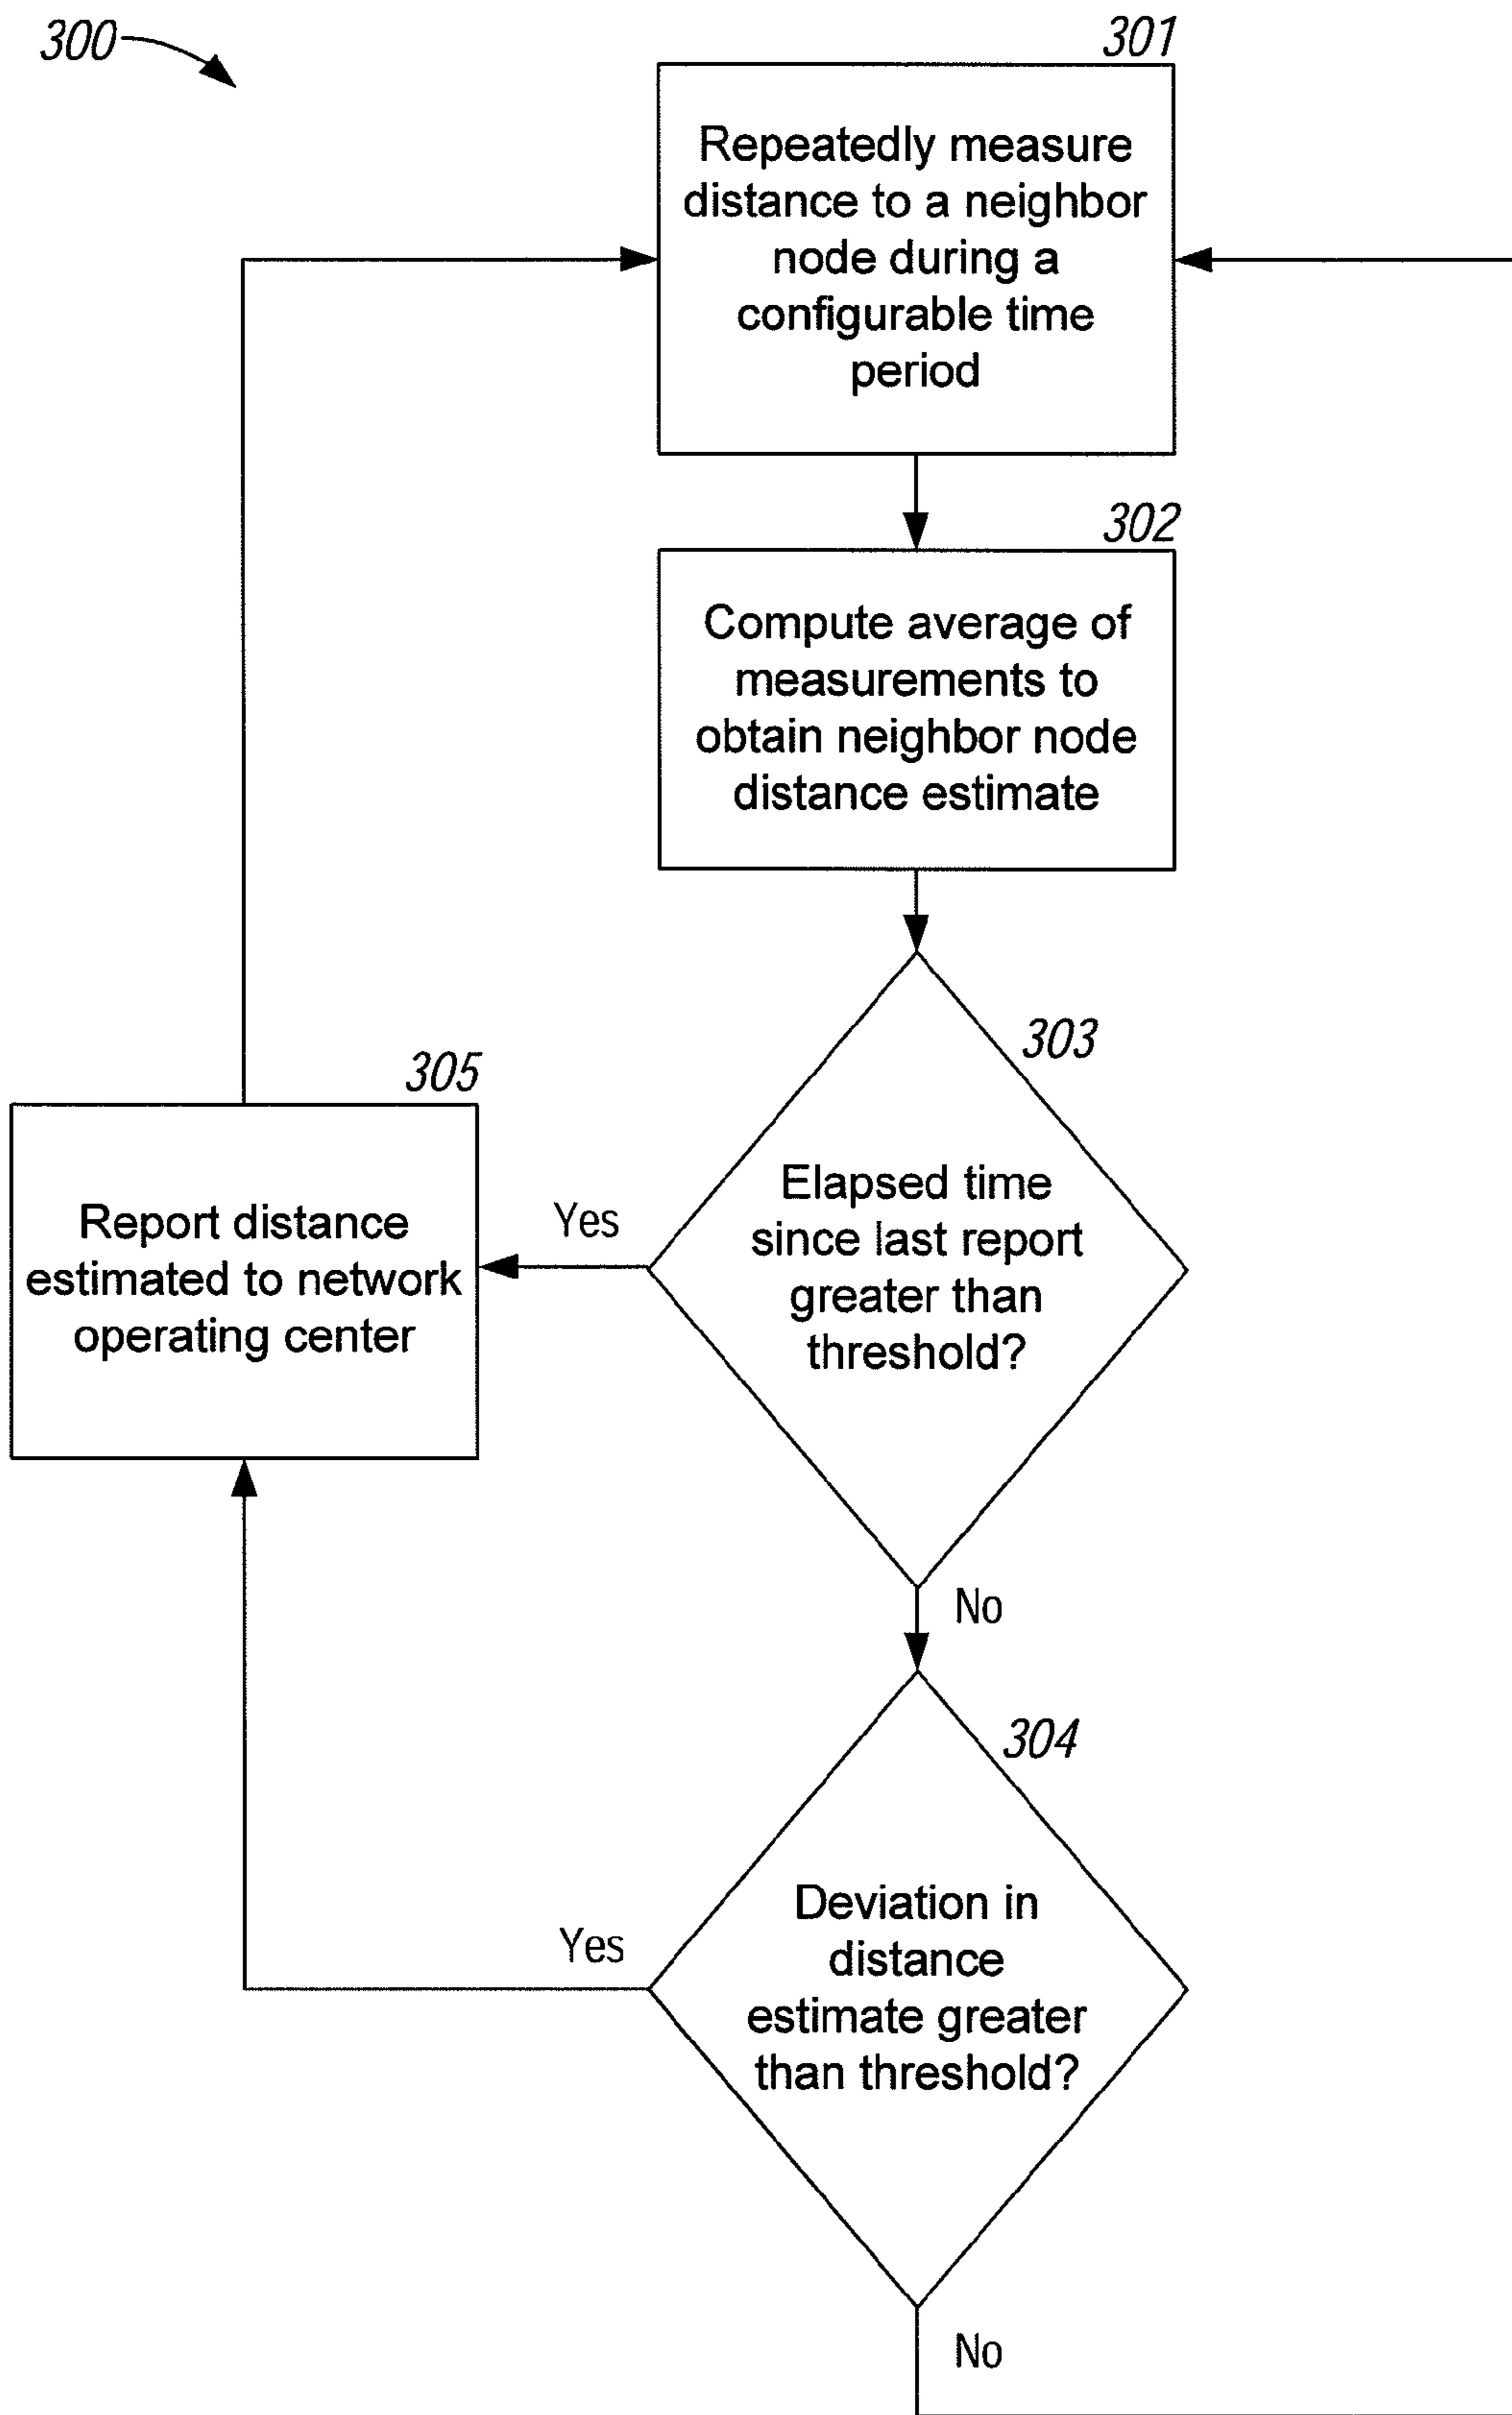 300
301
Repeatedly measure
distance to a neighbor
node during a
configurable time
period
302
Compute average of
measurements to
obtain neighbor node
distance estimate
303
Elapsed time
since last report
greater than
threshold?
Yes
305
Report distance
estimated to network
operating center
No
304
Deviation in
distance
estimate greater
than threshold?
Yes
No